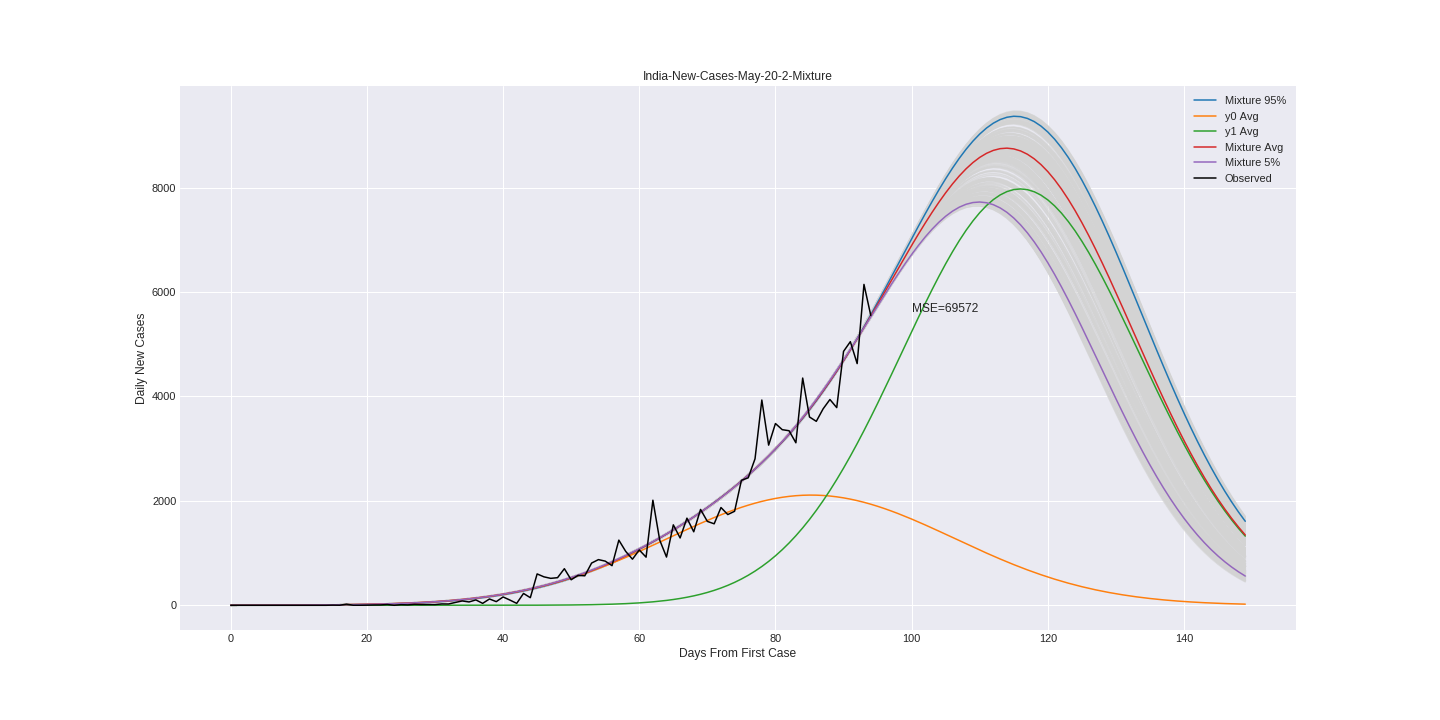 India-New-Cases-May-20-2-Mixture
Mixture 95%
y0 Avg
y1 Avg
Mixture Avg
Mixture 5%
Observed
8000
6000
4000
2000
0
Daily New Cases
MSE=69572
0 20 40 60 80 100 120 140
Days From First Case